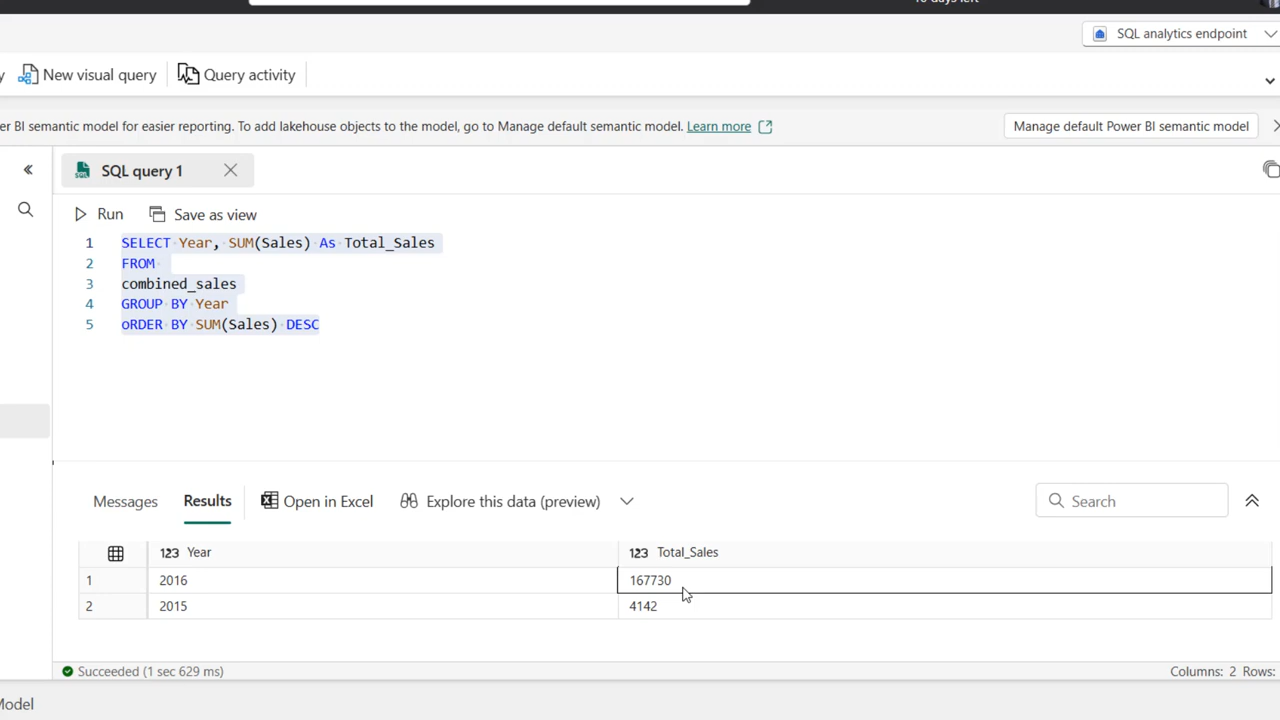 SQL analytics endpoint
New visual query Query activity
BI semantic model for easier reporting. To add lakehouse objects to the model, go to Manage default semantic model. Learn more Manage default Power BI semantic model
SQL query 1
Run Save as view
1 SELECT Year, SUM(Sales) As Total_Sales
2 FROM
3 combined_sales
4 GROUP BY Year
5 oRDER BY SUM(Sales) DESC
Messages Results Open in Excel Explore this data (preview) Search
123 Year 123 Total_Sales
1 2016 167730
2 2015 4142
Succeeded (1 sec 629 ms) Columns: 2 Rows: